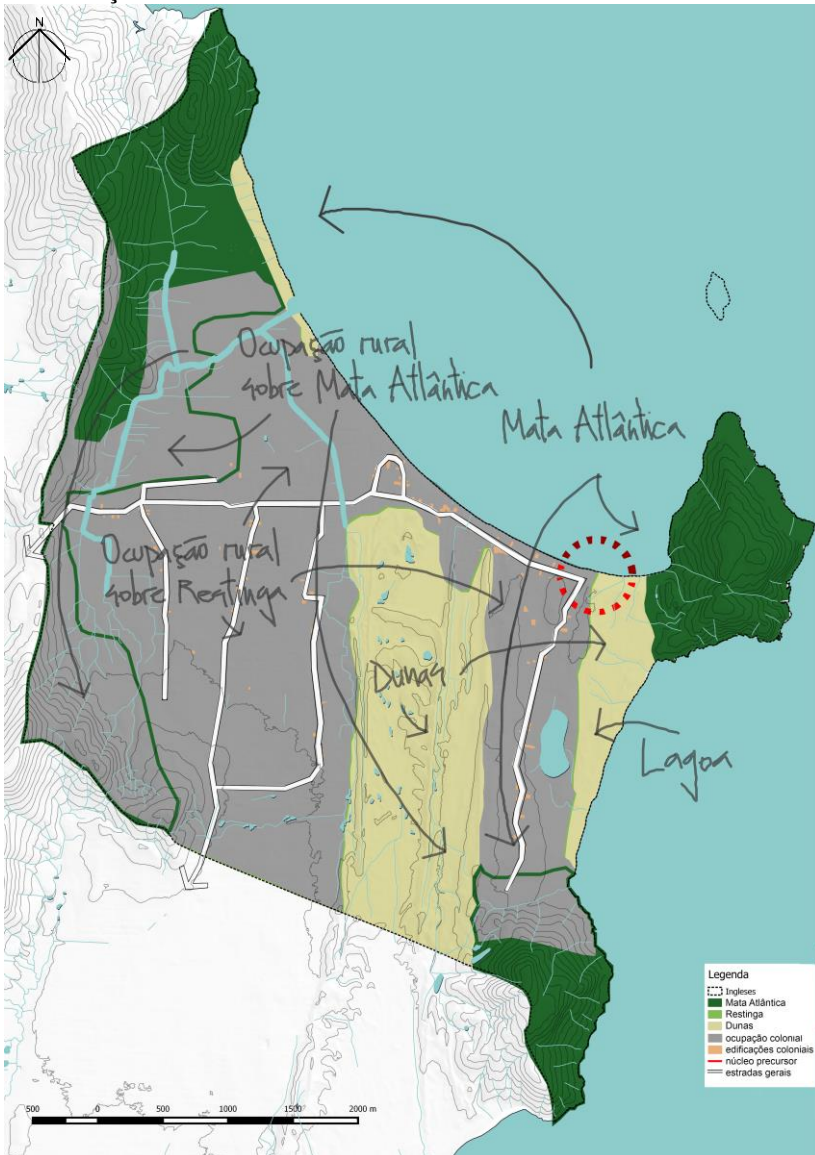 N
Ocupação rural
sobre Mata Atlântica
Mata Atlântica
Ocupação rural
sobre Restinga
Dunas
Lagoa
Legenda
Ingleses
Mata Atlântica
Restinga
Dunas
ocupação colonial
edificações coloniais
núcleo precursor
estradas gerais
500 0 500 1000 1500 2000 m